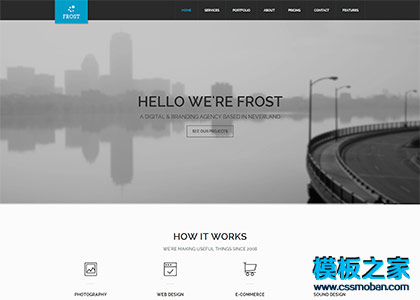 FROST
HOME SERVICES PORTFOLIO ABOUT PRICING CONTACT FEATURES
HELLO WE'RE FROST
A DIGITAL & BRANDING AGENCY BASED IN NEVERLAND
SEE OUR PROJECTS
HOW IT WORKS
WE'RE MAKING USEFUL THINGS SINCE 2008
PHOTOGRAPHY WEB DESIGN E-COMMERCE SOUND DESIGN
模板之家
www.cssmoban.com